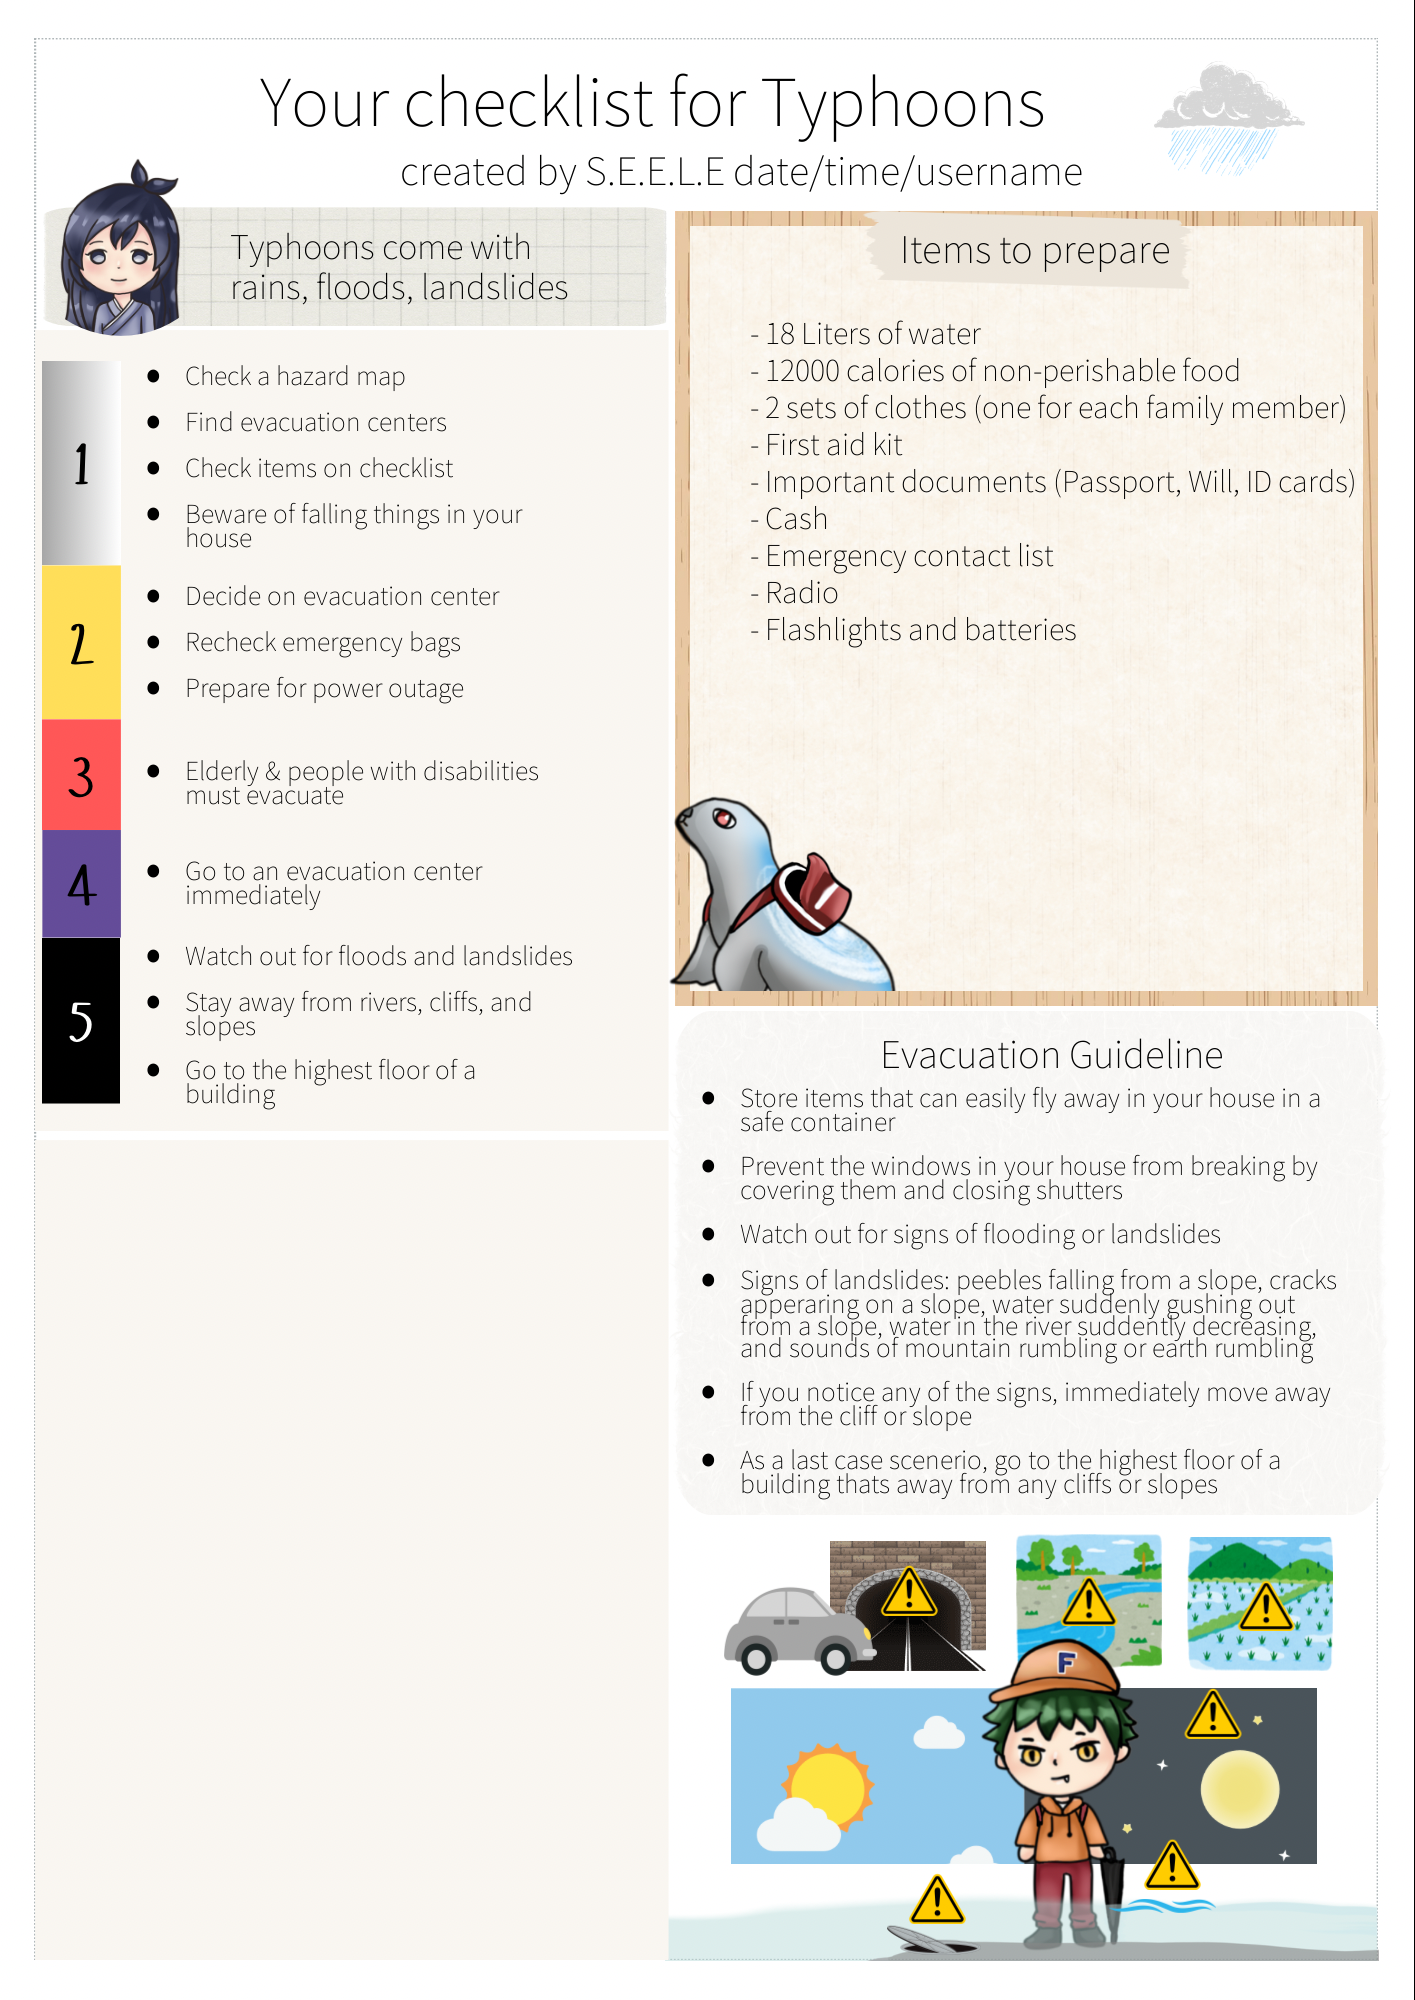 Your checklist for Typhoons
created by S.E.E.L.E date/time/username
Typhoons come with
rains, floods, landslides
1
● Check a hazard map
● Find evacuation centers
● Check items on checklist
● Beware of falling things in your
house
2
● Decide on evacuation center
● Recheck emergency bags
● Prepare for power outage
3
● Elderly & people with disabilities
must evacuate
4
● Go to an evacuation center
immediately
5
● Watch out for floods and landslides
● Stay away from rivers, cliffs, and
slopes
● Go to the highest floor of a
building
Items to prepare
- 18 Liters of water
- 12000 calories of non-perishable food
- 2 sets of clothes (one for each family member)
- First aid kit
- Important documents (Passport, Will, ID cards)
- Cash
- Emergency contact list
- Radio
- Flashlights and batteries
Evacuation Guideline
● Store items that can easily fly away in your house in a
safe container
● Prevent the windows in your house from breaking by
covering them and closing shutters
● Watch out for signs of flooding or landslides
● Signs of landslides: peebles falling from a slope, cracks
apperaring on a slope, water suddenly gushing out
from a slope, water in the river suddently decreasing,
and sounds of mountain rumbling or earth rumbling
● If you notice any of the signs, immediately move away
from the cliff or slope
● As a last case scenerio, go to the highest floor of a
building thats away from any cliffs or slopes
F